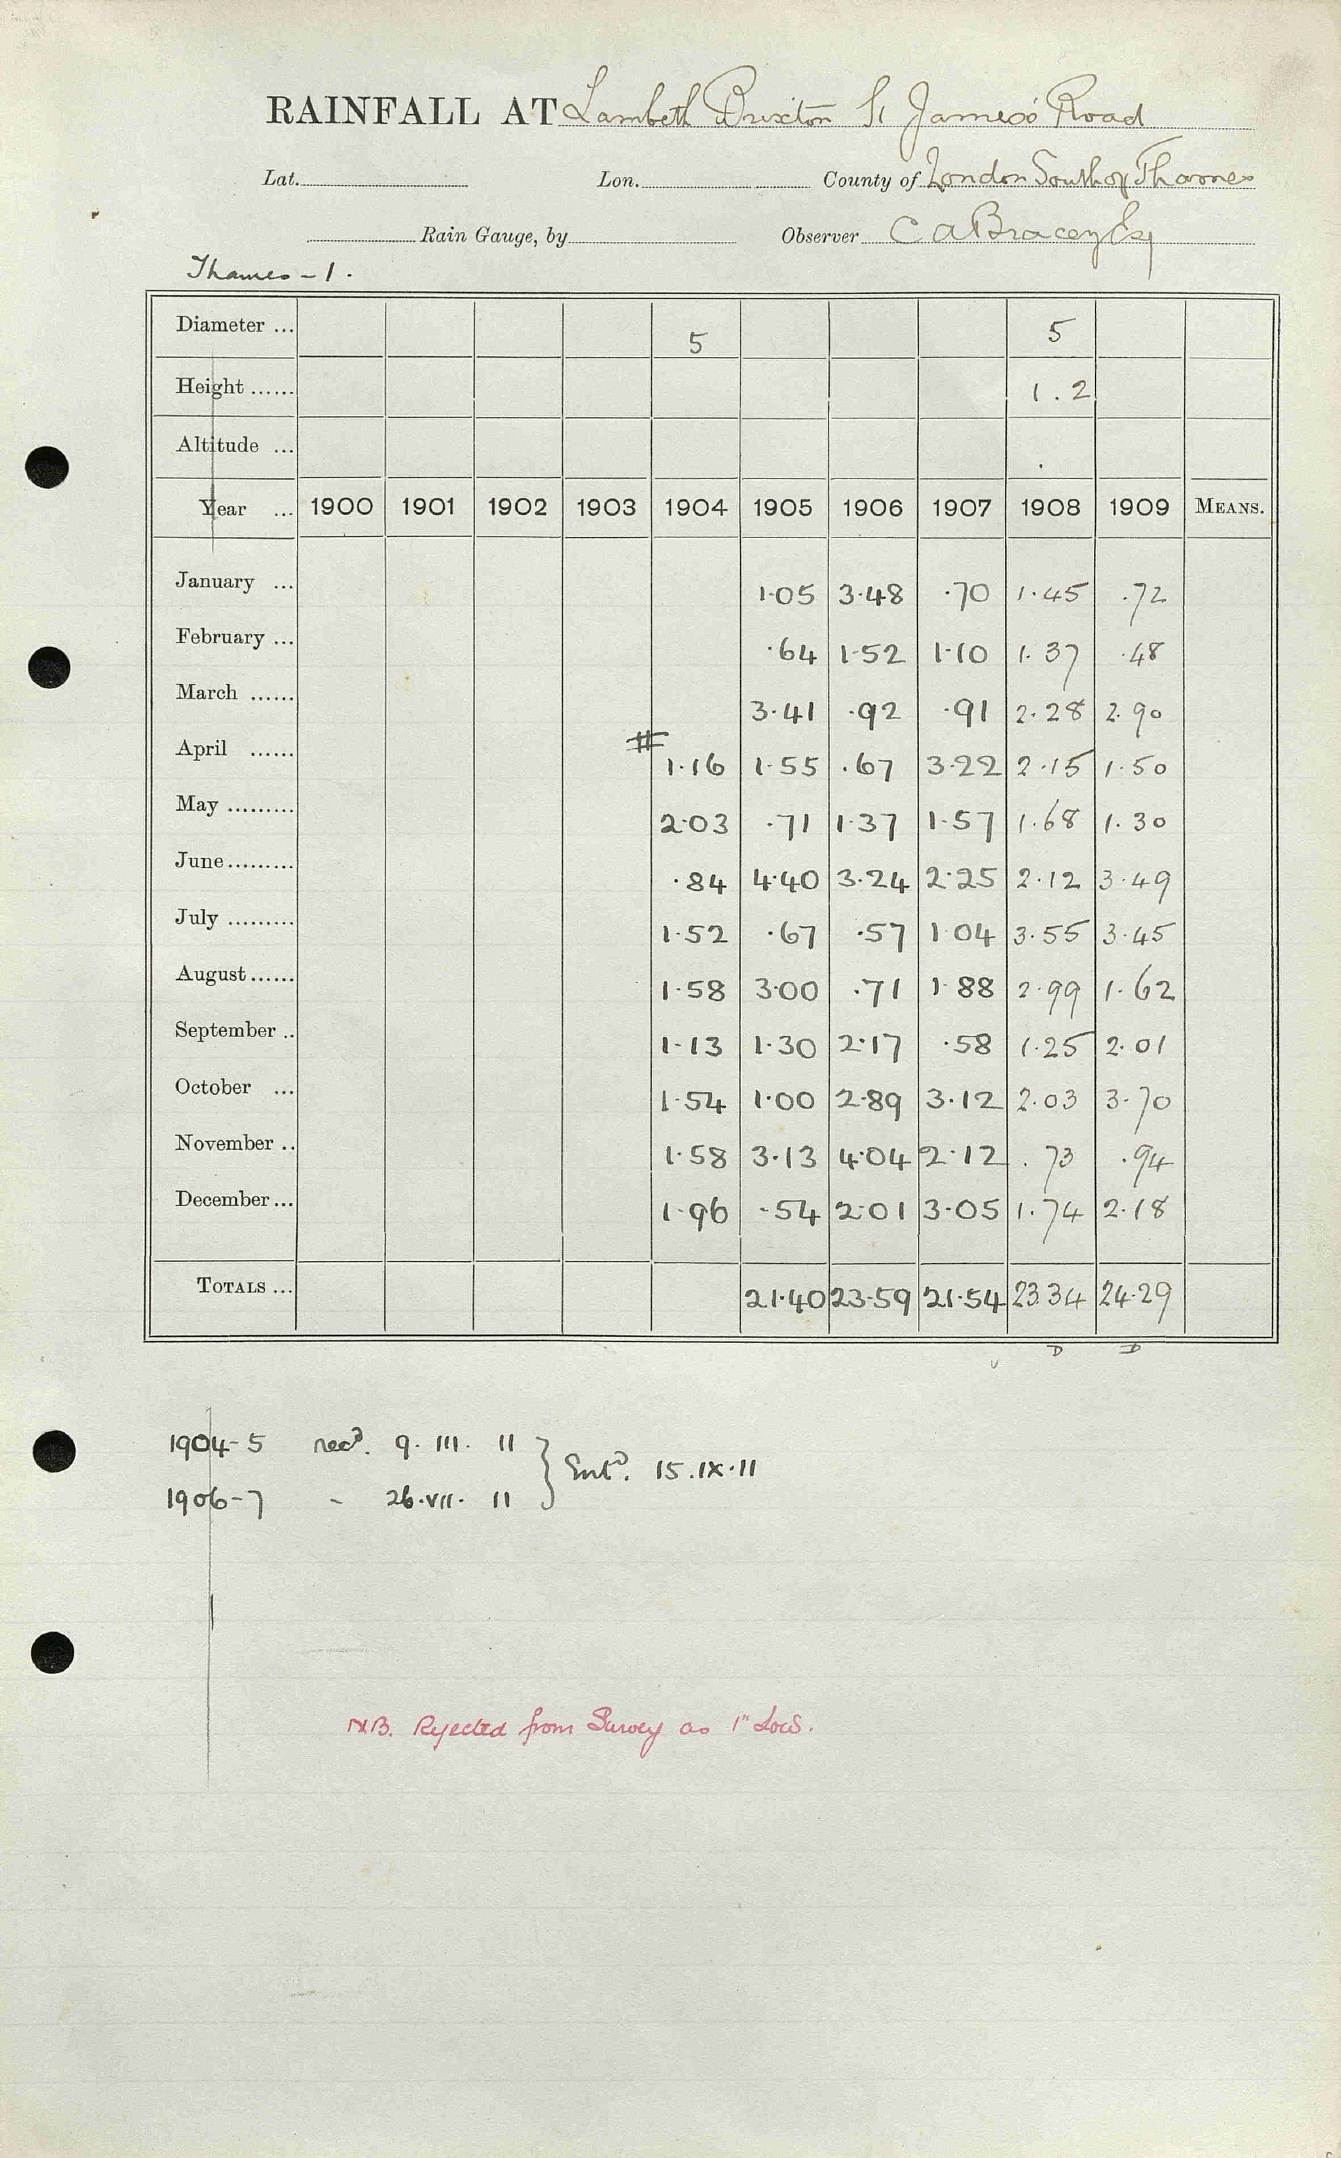 RAINFALL AT Lambeth Brixton St James's Road
Lat. Lon. County of London South of Thames
Rain Gauge, by Observer C A Bracey Esq
Thames - 1.
Diameter ... 5 5
Height ...... 1.2
Altitude ...
Year ... 1900 1901 1902 1903 1904 1905 1906 1907 1908 1909 MEANS.
January ... 1.05 3.48 .70 1.45 .72
February ... .64 1.52 1.10 1.37 .48
March ...... 3.41 .92 .91 2.28 2.90
April ...... # 1.16 1.55 .67 3.22 2.15 1.50
May ......... 2.03 .71 1.37 1.57 1.68 1.30
June ......... .84 4.40 3.24 2.25 2.12 3.49
July ......... 1.52 .67 .57 1.04 3.55 3.45
August ...... 1.58 3.00 .71 1.88 2.99 1.62
September .. 1.13 1.30 2.17 .58 1.25 2.01
October ... 1.54 1.00 2.89 3.12 2.03 3.70
November .. 1.58 3.13 4.04 2.12 .73 .94
December ... 1.96 .54 2.01 3.05 1.74 2.18
TOTALS ... 21.40 23.59 21.54 23.34 24.29
D D
1904-5 recd. 9. III. 11
Entd. 15.IX.11
1906-7 - 26.VII. 11
N.B. Rejected from Survey as 1" Low.